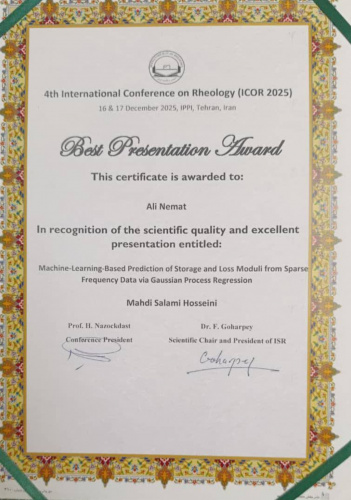 4th International Conference on Rheology (ICOR 2025)
16 & 17 December 2025, IPPI, Tehran, Iran
Best Presentation Award
This certificate is awarded to:
Ali Nemat
In recognition of the scientific quality and excellent
presentation entitled:
Machine-Learning-Based Prediction of Storage and Loss Moduli from Sparse
Frequency Data via Gaussian Process Regression
Mahdi Salami Hosseini
Prof. H. Nazockdast
Dr. F. Goharpey
Conference President
Scientific Chair and President of ISR
Goharpey